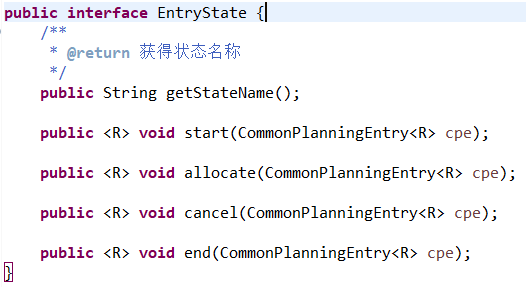 public interface EntryState {
/**
* @return 获得状态名称
*/
public String getStateName();
public <R> void start(CommonPlanningEntry<R> cpe);
public <R> void allocate(CommonPlanningEntry<R> cpe);
public <R> void cancel(CommonPlanningEntry<R> cpe);
public <R> void end(CommonPlanningEntry<R> cpe);
}